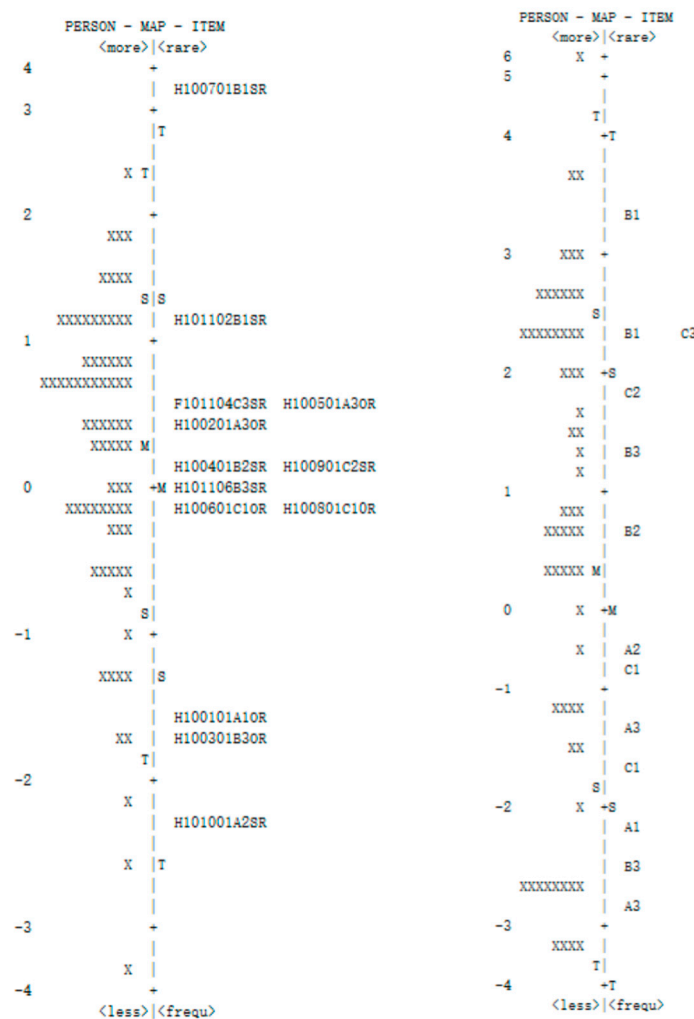 PERSON - MAP - ITEM
<more>|<rare>
4 +
| H100701B1SR
3 +
|T
|
X T|
|
2 +
XXX |
|
XXXX |
S|S
XXXXXXXXX | H101102B1SR
1 +
XXXXXX |
XXXXXXXXXXX |
| F101104C3SR H100501A3OR
XXXXXX | H100201A3OR
XXXXX M|
| H100401B2SR H100901C2SR
0 XXX +M H101106B3SR
XXXXXXXX | H100601C1OR H100801C1OR
XXX |
|
XXXXX |
X |
S|
-1 X +
|
XXXX |S
|
| H100101A1OR
XX | H100301B3OR
T|
-2 +
X |
| H101001A2SR
|
X |T
|
|
-3 +
|
X |
-4 +
<less>|<frequ>
PERSON - MAP - ITEM
<more>|<rare>
6 X +
5 +
|
T|
4 +T
|
XX |
|
| B1
|
3 XXX +
|
XXXXXX |
S|
XXXXXXXX | B1 C3
|
2 XXX +S
| C2
X |
XX |
X | B3
X |
1 +
XXX |
XXXXX | B2
|
XXXXX M|
|
0 X +M
|
X | A2
| C1
-1 +
XXXX |
| A3
XX |
| C1
S|
-2 X +S
| A1
|
| B3
XXXXXXXX |
| A3
-3 +
XXXX |
T|
-4 +T
<less>|<frequ>